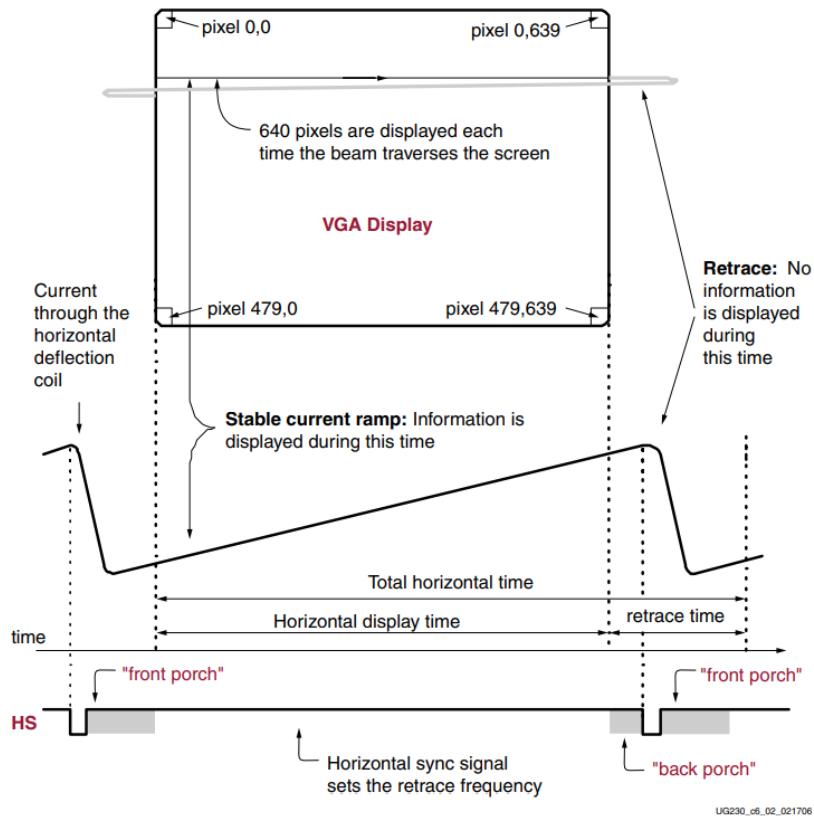 pixel 0,0
pixel 0,639
640 pixels are displayed each
time the beam traverses the screen
VGA Display
pixel 479,0
pixel 479,639
Current
through the
horizontal
deflection
coil
Retrace: No
information
is displayed
during
this time
Stable current ramp: Information is
displayed during this time
Total horizontal time
Horizontal display time
retrace time
time
"front porch"
"front porch"
HS
Horizontal sync signal
sets the retrace frequency
"back porch"
UG230_c6_02_021706